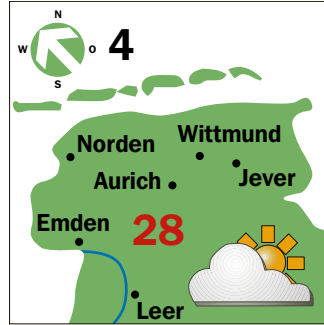 N
W O 4
S
Norden Wittmund
Aurich Jever
Emden 28
Leer